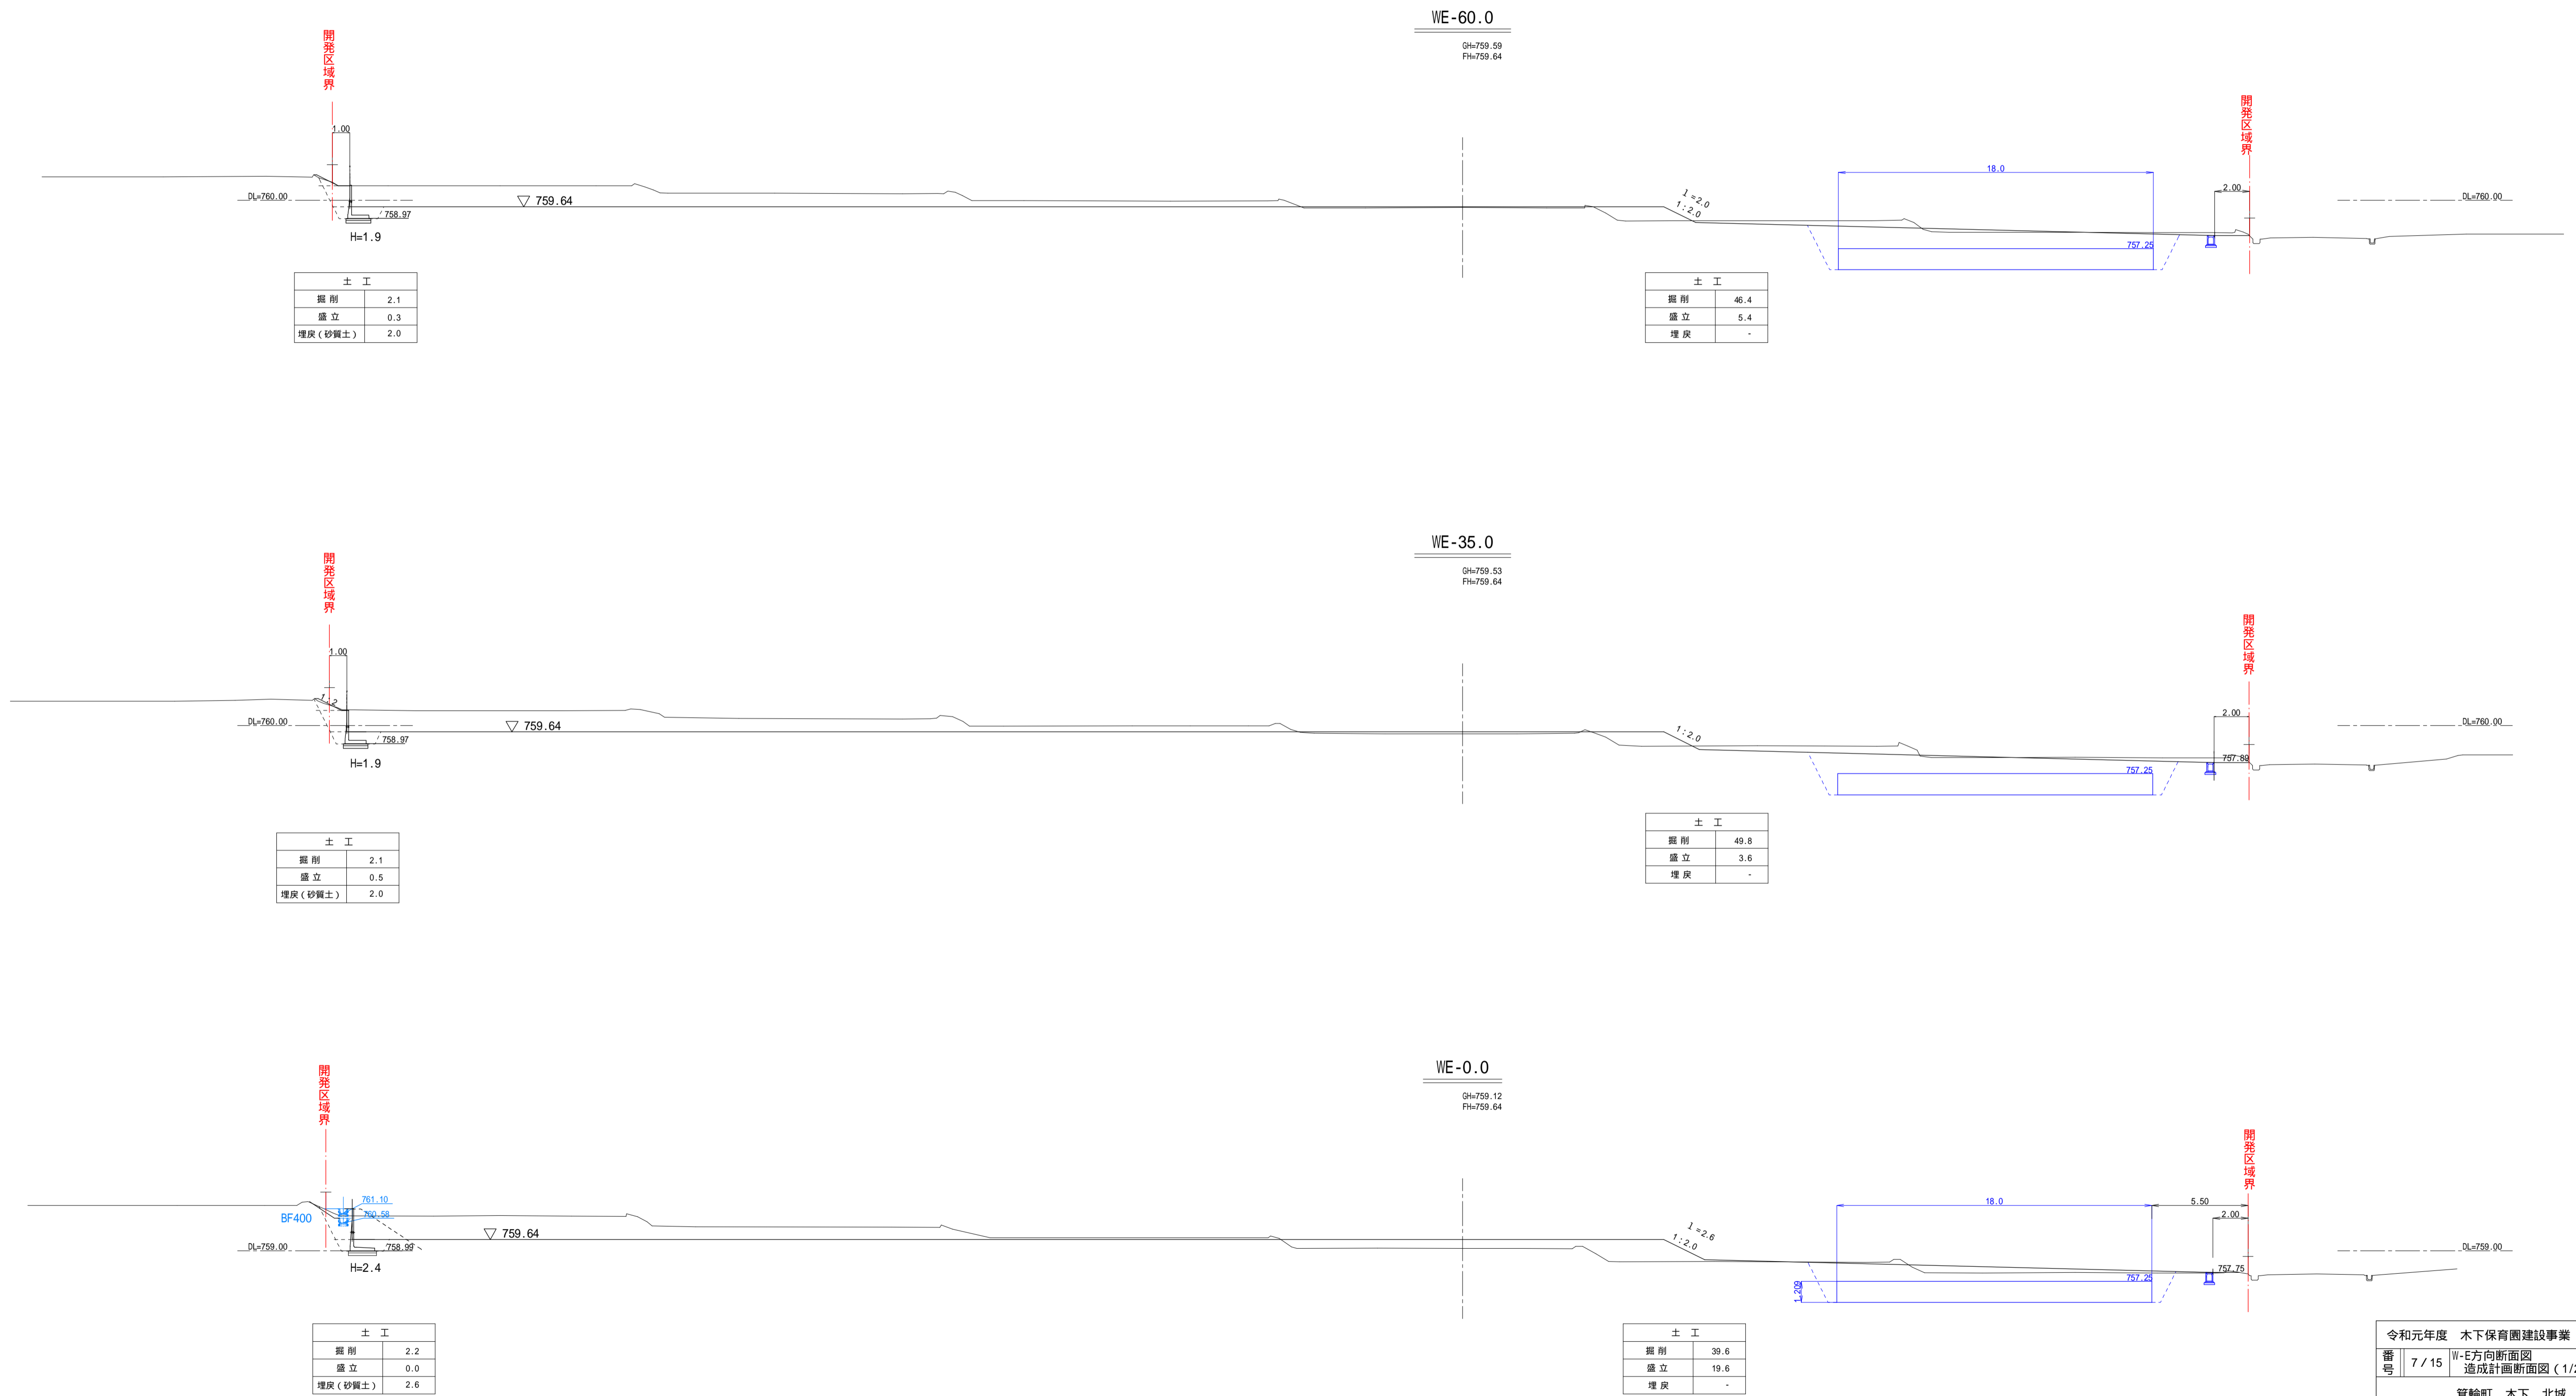 WE-60.0
GH=759.59
FH=759.64
開発区域界
開発区域界
1.00
18.0
2.00
DL=760.00
759.64
l=2.0
1:2.0
DL=760.00
758.97
757.25
H=1.9
土 工
掘 削 2.1
盛 立 0.3
埋戻(砂質土) 2.0
土 工
掘 削 46.4
盛 立 5.4
埋 戻 -
WE-35.0
GH=759.53
FH=759.64
開発区域界
開発区域界
1.00
1:2
2.00
DL=760.00
759.64
1:2.0
DL=760.00
758.97
757.89
757.25
H=1.9
土 工
掘 削 2.1
盛 立 0.5
埋戻(砂質土) 2.0
土 工
掘 削 49.8
盛 立 3.6
埋 戻 -
WE-0.0
GH=759.12
FH=759.64
開発区域界
開発区域界
761.10
760.58
BF400
18.0
5.50
2.00
759.64
l=2.6
1:2.0
DL=759.00
758.99
DL=759.00
757.75
757.25
1.209
H=2.4
土 工
掘 削 2.2
盛 立 0.0
埋戻(砂質土) 2.6
土 工
掘 削 39.6
盛 立 19.6
埋 戻 -
令和元年度 木下保育園建設事業
番号 7/15 W-E方向断面図
造成計画断面図(1/2
箕輪町 木下 北城